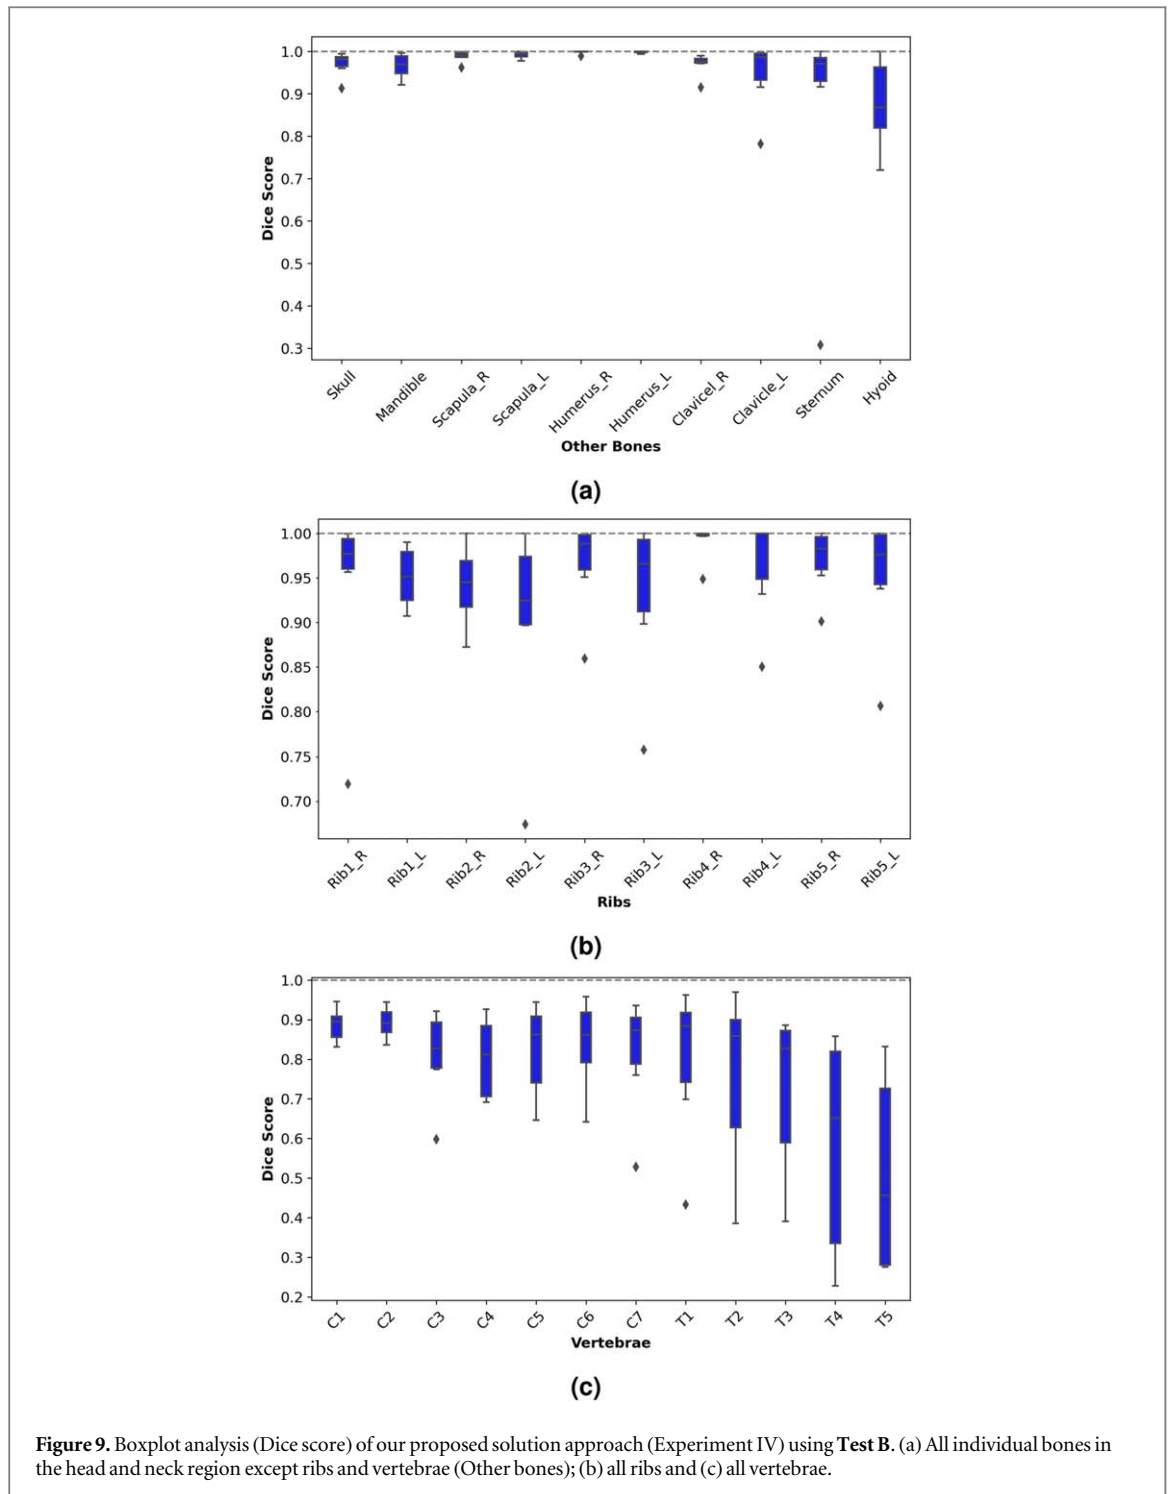 1.0
0.9
0.8
0.7
0.6
0.5
0.4
0.3
Dice Score
Skull
Mandible
Scapula_R
Scapula_L
Humerus_R
Humerus_L
Clavicel_R
Clavicle_L
Sternum
Hyoid
Other Bones
(a)
1.00
0.95
0.90
0.85
0.80
0.75
0.70
Dice Score
Rib1_R
Rib1_L
Rib2_R
Rib2_L
Rib3_R
Rib3_L
Rib4_R
Rib4_L
Rib5_R
Rib5_L
Ribs
(b)
1.0
0.9
0.8
0.7
0.6
0.5
0.4
0.3
0.2
Dice Score
C1
C2
C3
C4
C5
C6
C7
T1
T2
T3
T4
T5
Vertebrae
(c)
Figure 9. Boxplot analysis (Dice score) of our proposed solution approach (Experiment IV) using Test B. (a) All individual bones in
the head and neck region except ribs and vertebrae (Other bones); (b) all ribs and (c) all vertebrae.